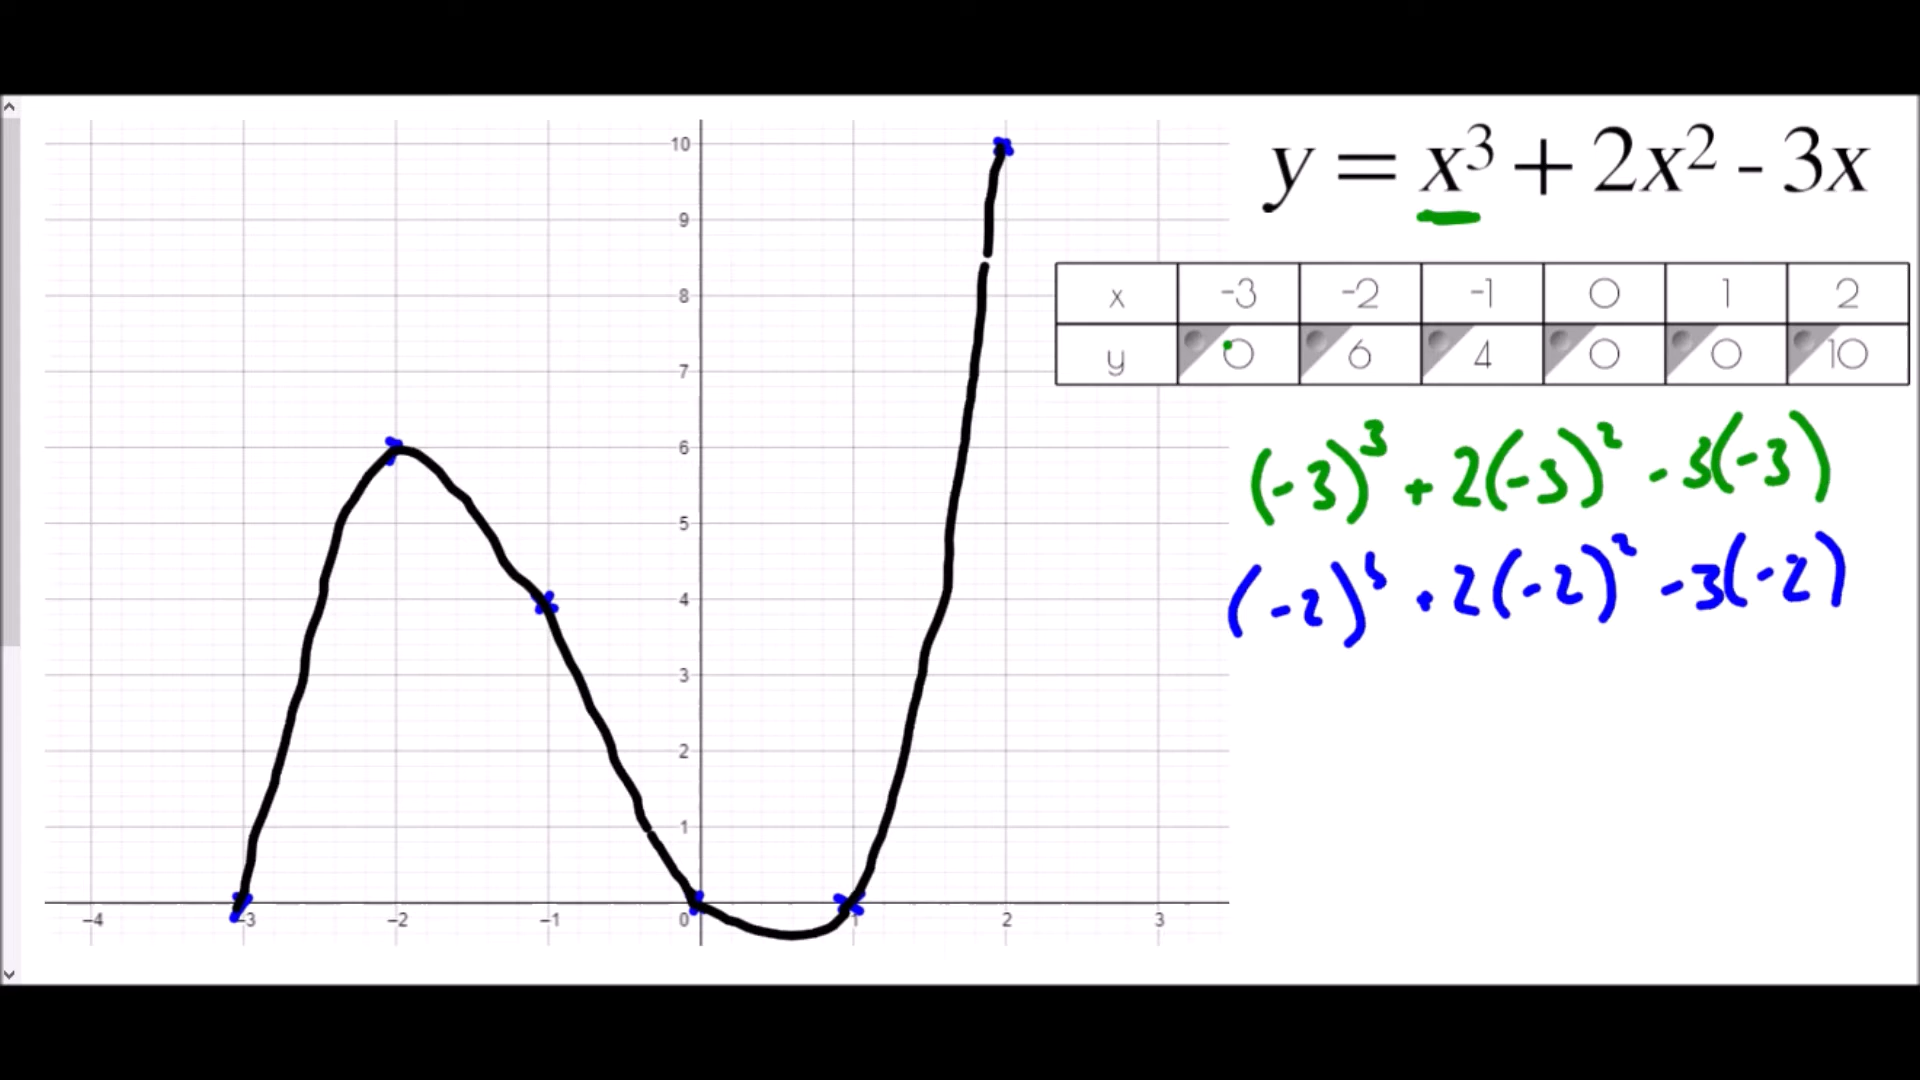 y = x³ + 2x² - 3x
x -3 -2 -1 0 1 2
y 0 6 4 0 0 10
(-3)³ + 2(-3)² - 3(-3)
(-2)³ + 2(-2)² - 3(-2)
10
9
8
7
6
5
4
3
2
1
-4 -3 -2 -1 0 1 2 3